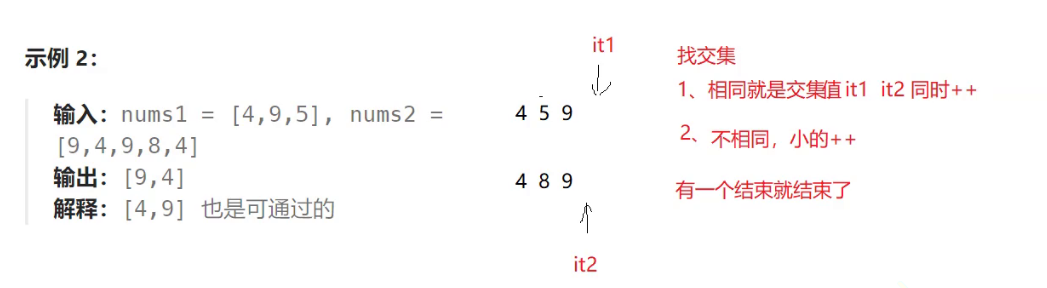 示例 2：
输入：nums1 = [4,9,5], nums2 =
[9,4,9,8,4]
输出：[9,4]
解释：[4,9] 也是可通过的
it1
4 5 9
4 8 9
it2
找交集
1、相同就是交集值it1 it2 同时++
2、不相同，小的++
有一个结束就结束了